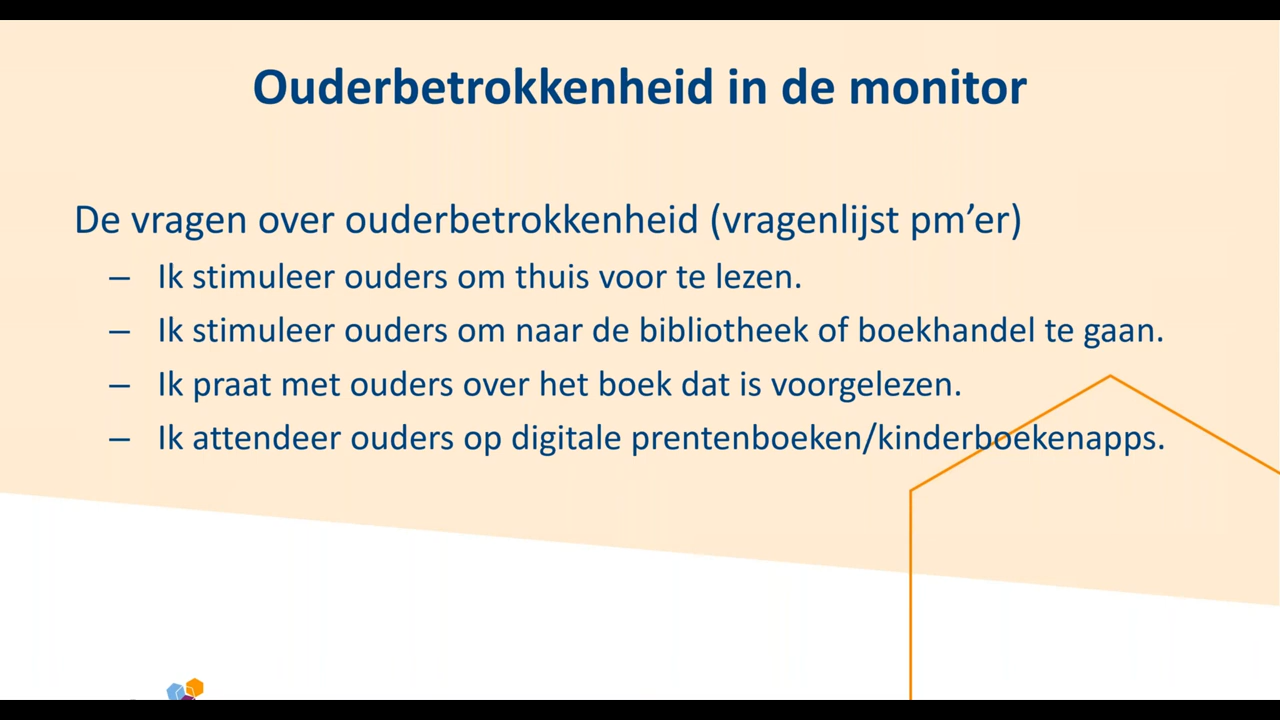 Ouderbetrokkenheid in de monitor
De vragen over ouderbetrokkenheid (vragenlijst pm’er)
– Ik stimuleer ouders om thuis voor te lezen.
– Ik stimuleer ouders om naar de bibliotheek of boekhandel te gaan.
– Ik praat met ouders over het boek dat is voorgelezen.
– Ik attendeer ouders op digitale prentenboeken/kinderboekenapps.